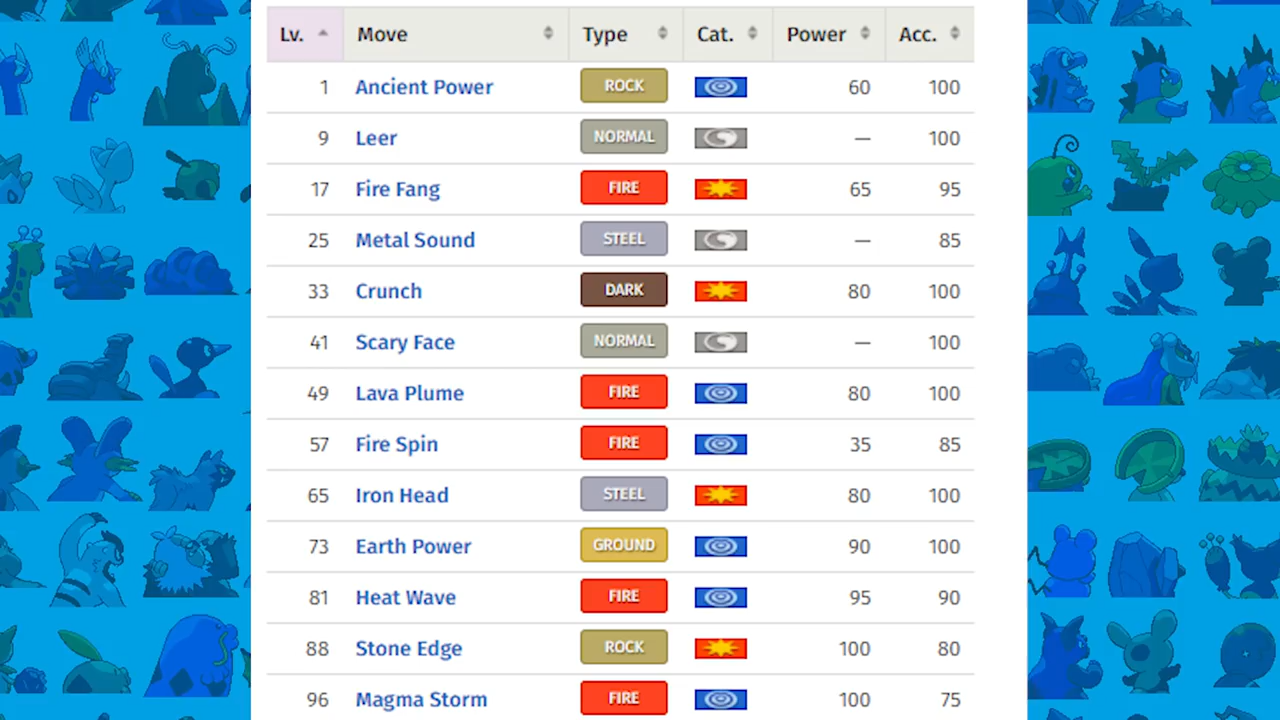 Lv. Move Type Cat. Power Acc.
1 Ancient Power ROCK 60 100
9 Leer NORMAL — 100
17 Fire Fang FIRE 65 95
25 Metal Sound STEEL — 85
33 Crunch DARK 80 100
41 Scary Face NORMAL — 100
49 Lava Plume FIRE 80 100
57 Fire Spin FIRE 35 85
65 Iron Head STEEL 80 100
73 Earth Power GROUND 90 100
81 Heat Wave FIRE 95 90
88 Stone Edge ROCK 100 80
96 Magma Storm FIRE 100 75